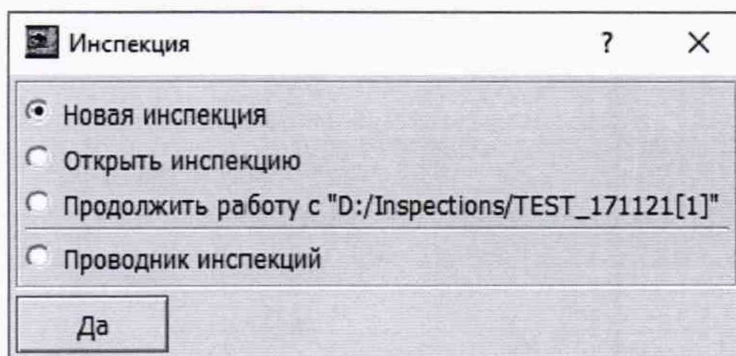 Инспекция
Новая инспекция
Открыть инспекцию
Продолжить работу с "D:/Inspections/TEST_171121[1]"
Проводник инспекций
Да